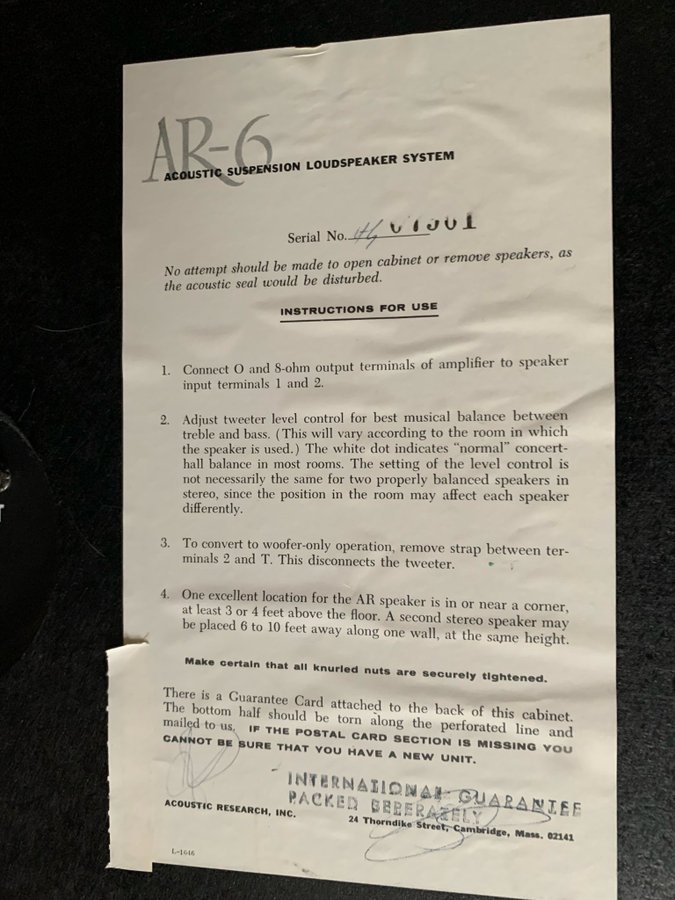 AR-6
ACOUSTIC SUSPENSION LOUDSPEAKER SYSTEM
Serial No.
No attempt should be made to open cabinet or remove speakers, as
the acoustic seal would be disturbed.
INSTRUCTIONS FOR USE
1. Connect O and 8-ohm output terminals of amplifier to speaker
input terminals 1 and 2.
2. Adjust tweeter level control for best musical balance between
treble and bass. (This will vary according to the room in which
the speaker is used.) The white dot indicates “normal” concert-
hall balance in most rooms. The setting of the level control is
not necessarily the same for two properly balanced speakers in
stereo, since the position in the room may affect each speaker
differently.
3. To convert to woofer-only operation, remove strap between ter-
minals 2 and T. This disconnects the tweeter.
4. One excellent location for the AR speaker is in or near a corner,
at least 3 or 4 feet above the floor. A second stereo speaker may
be placed 6 to 10 feet away along one wall, at the same height.
Make certain that all knurled nuts are securely tightened.
There is a Guarantee Card attached to the back of this cabinet.
The bottom half should be torn along the perforated line and
mailed to us. IF THE POSTAL CARD SECTION IS MISSING YOU
CANNOT BE SURE THAT YOU HAVE A NEW UNIT.
INTERNATIONAL GUARANTEE
PACKED SEPERATELY
ACOUSTIC RESEARCH, INC.
24 Thorndike Street, Cambridge, Mass. 02141
L-1646